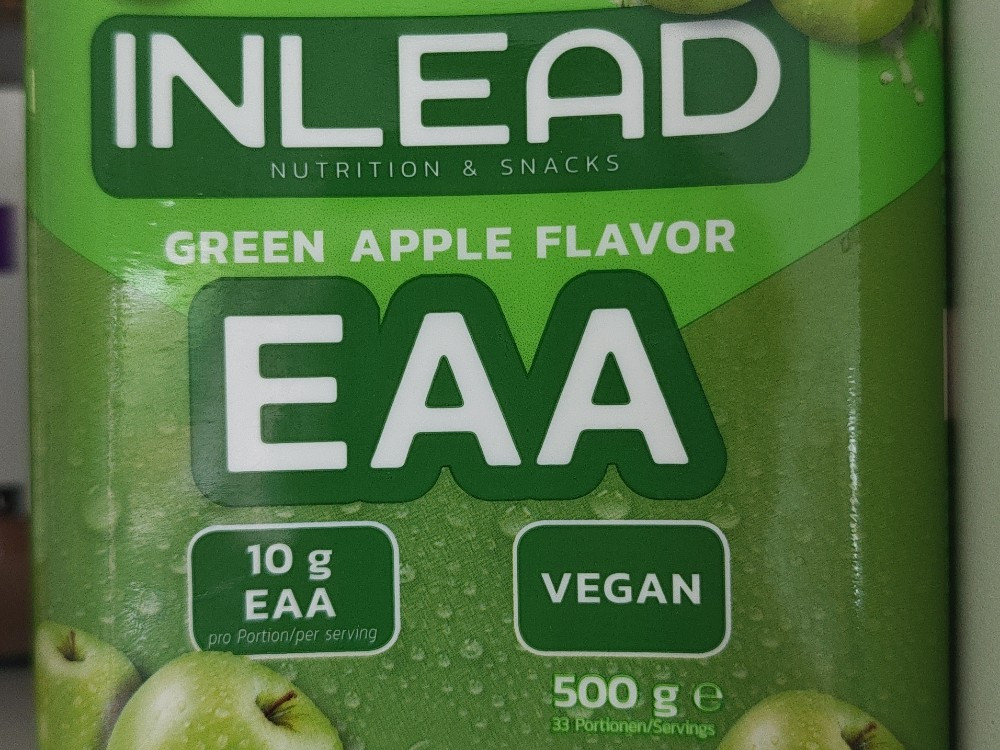 INLEAD
NUTRITION & SNACKS
GREEN APPLE FLAVOR
EAA
10 g
EAA
pro Portion/per serving
VEGAN
500 g ℮
33 Portionen/Servings